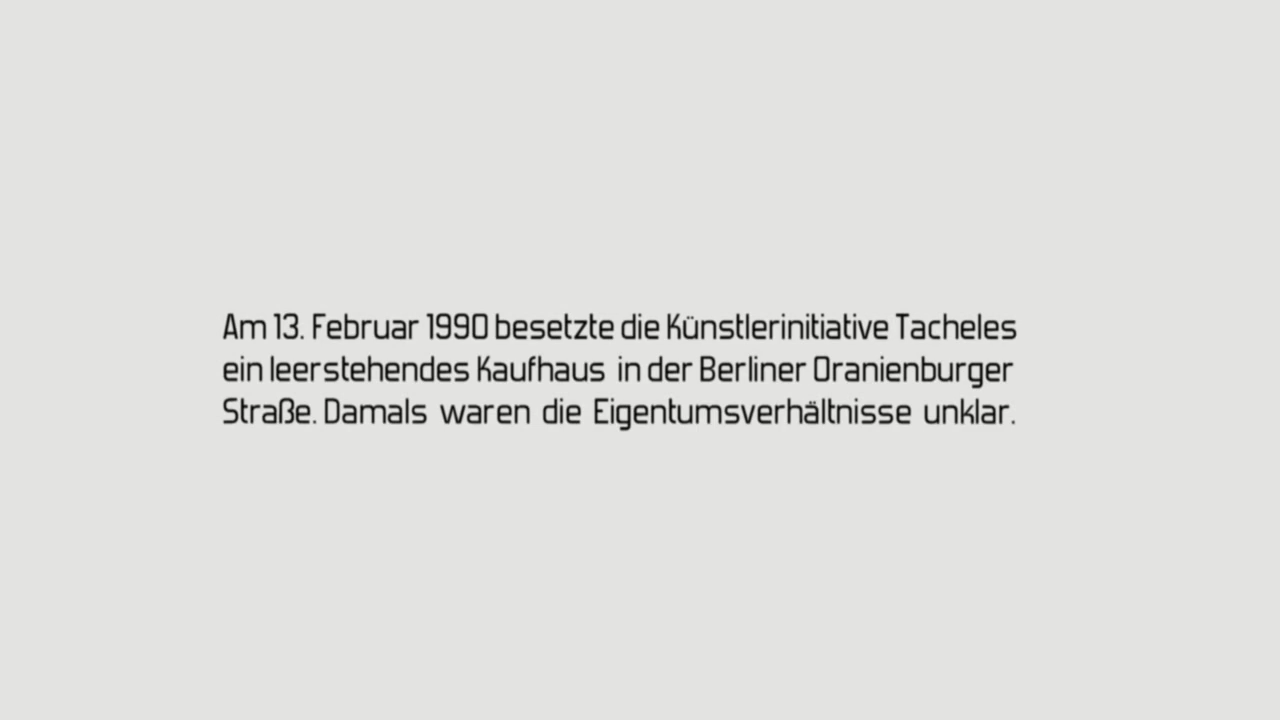 Am 13. Februar 1990 besetzte die Künstlerinitiative Tacheles
ein leerstehendes Kaufhaus in der Berliner Oranienburger
Straße. Damals waren die Eigentumsverhältnisse unklar.